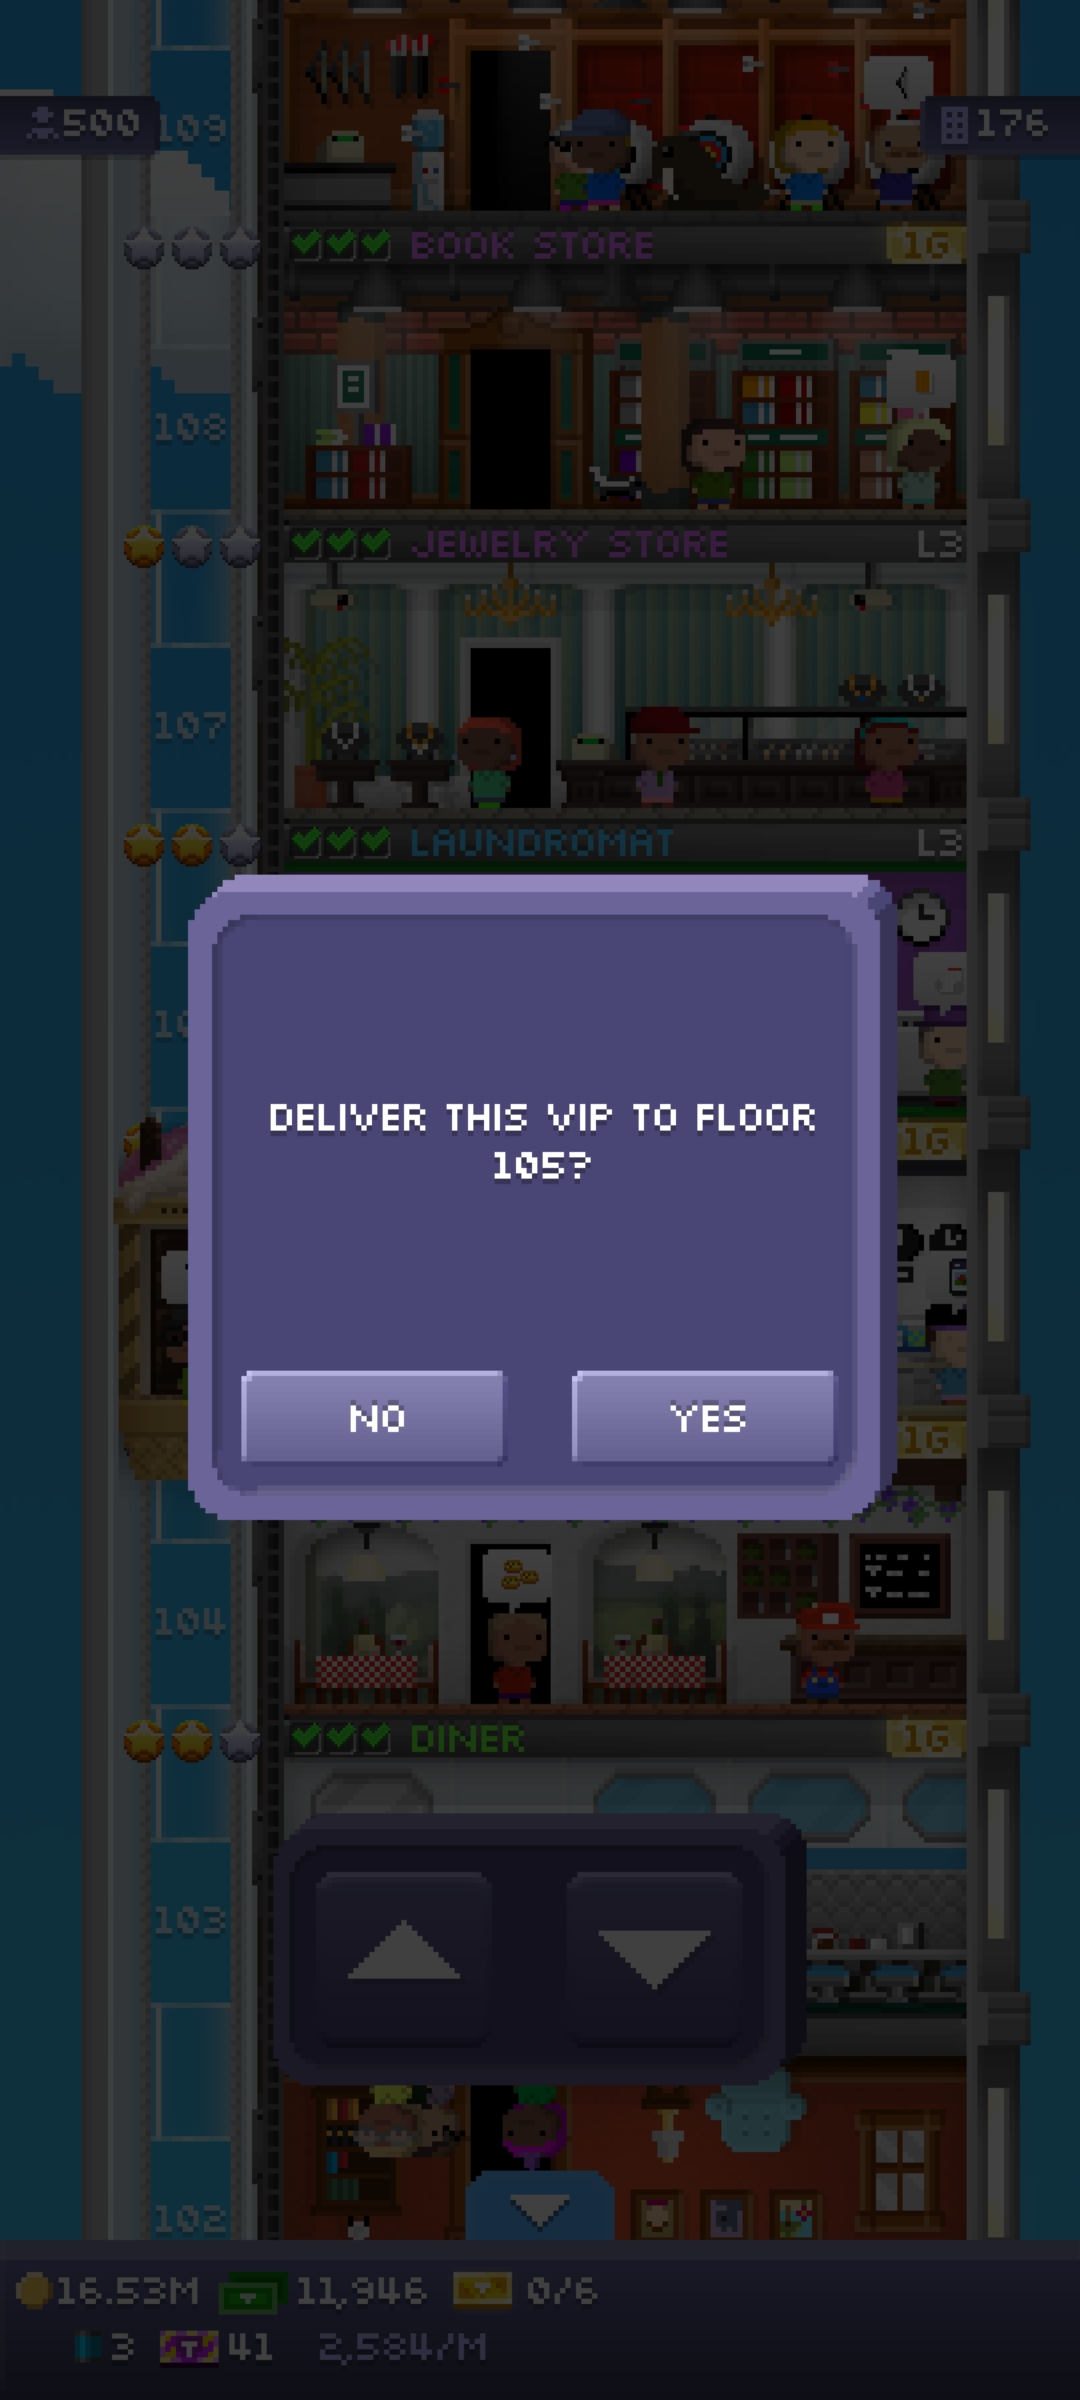 500
109
176
BOOK STORE
1G
108
JEWELRY STORE
L3
107
LAUNDROMAT
L3
1G
DELIVER THIS VIP TO FLOOR
105?
NO
YES
1G
104
DINER
1G
103
102
16.53M
11,946
0/6
3
T
41
2,584/M